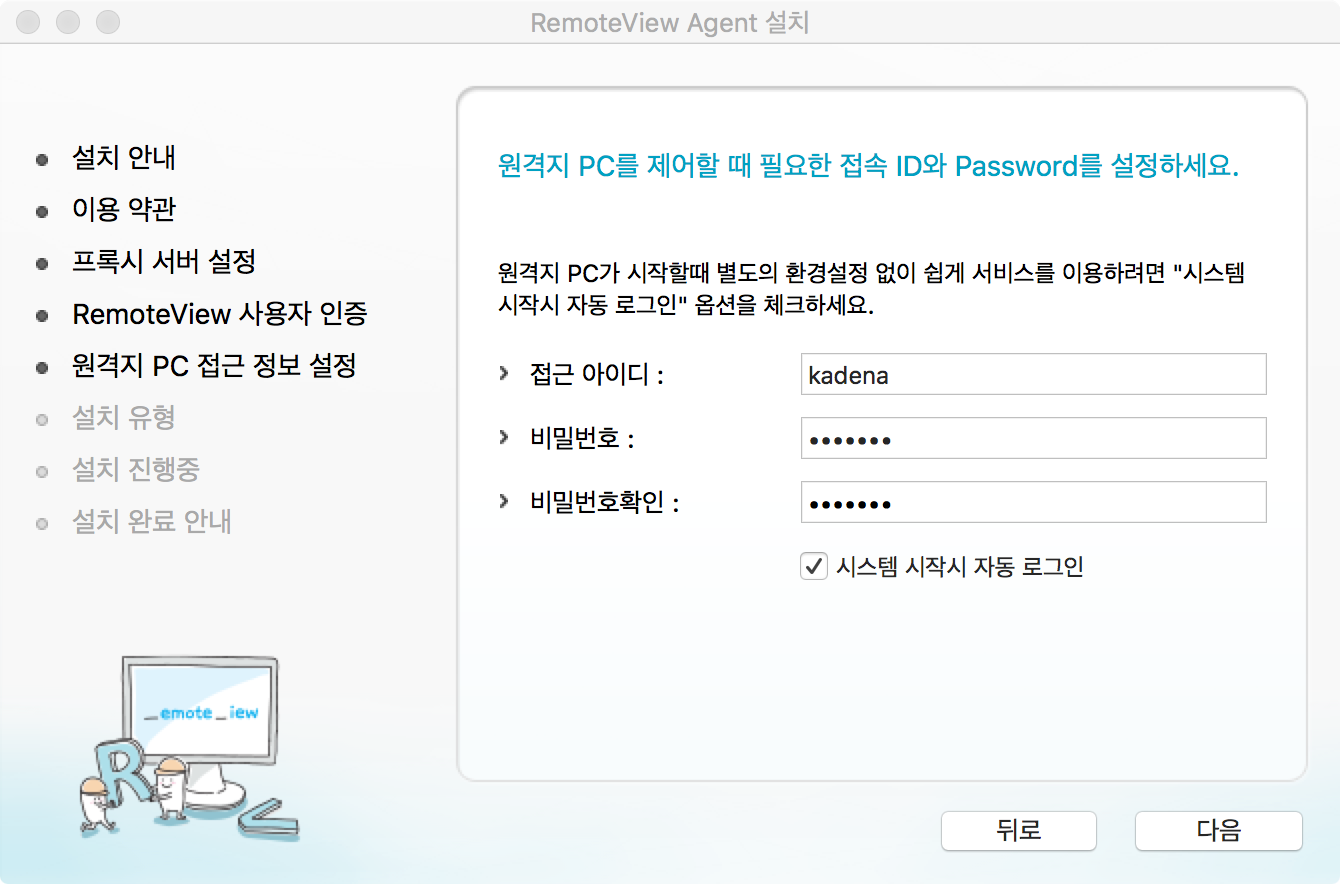 RemoteView Agent 설치
설치 안내
이용 약관
프록시 서버 설정
RemoteView 사용자 인증
원격지 PC 접근 정보 설정
설치 유형
설치 진행중
설치 완료 안내
_emote_iew
R
V
원격지 PC를 제어할 때 필요한 접속 ID와 Password를 설정하세요.
원격지 PC가 시작할때 별도의 환경설정 없이 쉽게 서비스를 이용하려면 "시스템
시작시 자동 로그인" 옵션을 체크하세요.
접근 아이디 : kadena
비밀번호 : •••••••
비밀번호확인 : •••••••
시스템 시작시 자동 로그인
뒤로 다음